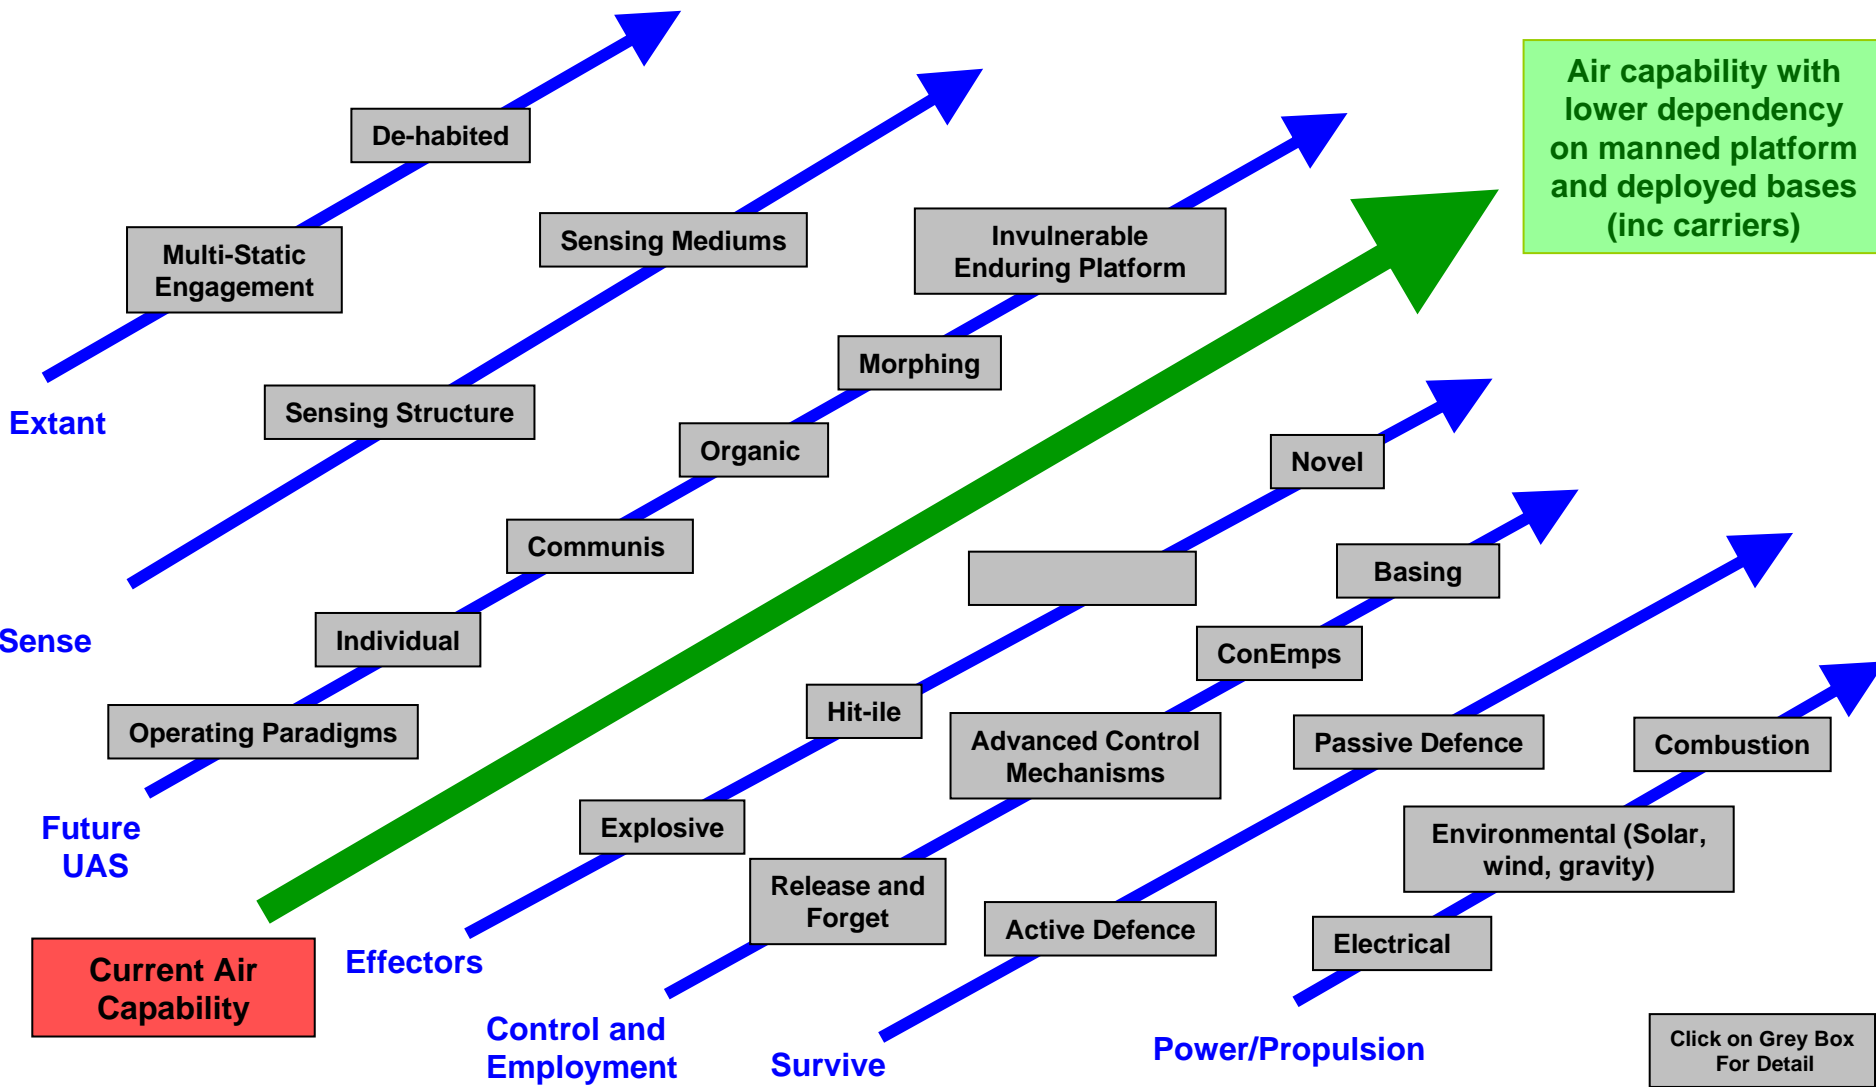 Air capability with
lower dependency
on manned platform
and deployed bases
(inc carriers)
De-habited
Multi-Static
Engagement
Extant
Sensing Mediums
Sensing Structure
Sense
Invulnerable
Enduring Platform
Morphing
Organic
Communis
Individual
Operating Paradigms
Future
UAS
Current Air
Capability
Novel
Hit-ile
Explosive
Effectors
Basing
ConEmps
Advanced Control
Mechanisms
Release and
Forget
Control and
Employment
Passive Defence
Active Defence
Survive
Combustion
Environmental (Solar,
wind, gravity)
Electrical
Power/Propulsion
Click on Grey Box
For Detail